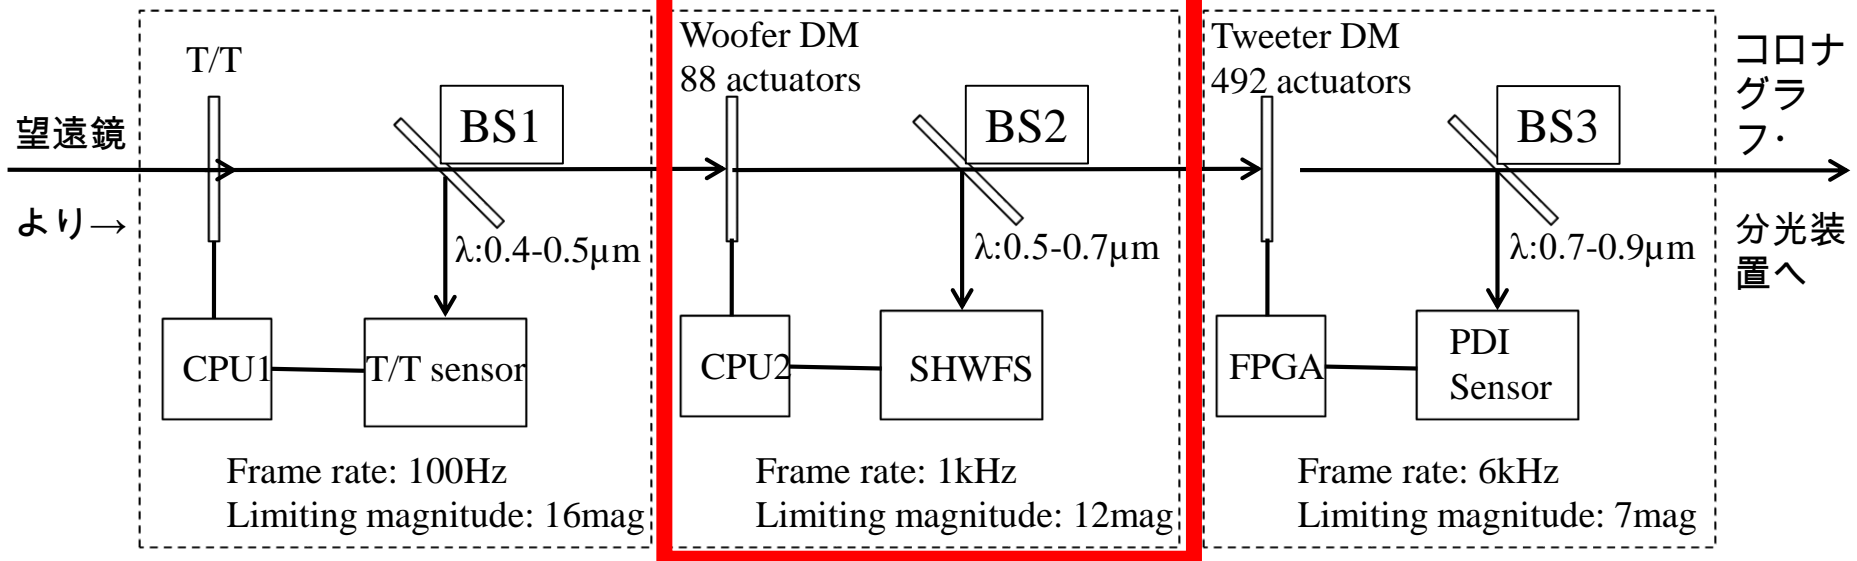 望遠鏡
より→
T/T
BS1
λ:0.4-0.5μm
CPU1
T/T sensor
Frame rate: 100Hz
Limiting magnitude: 16mag
Woofer DM
88 actuators
BS2
λ:0.5-0.7μm
CPU2
SHWFS
Frame rate: 1kHz
Limiting magnitude: 12mag
Tweeter DM
492 actuators
BS3
λ:0.7-0.9μm
FPGA
PDI
Sensor
Frame rate: 6kHz
Limiting magnitude: 7mag
コロナ
グラ
フ・
分光装
置へ